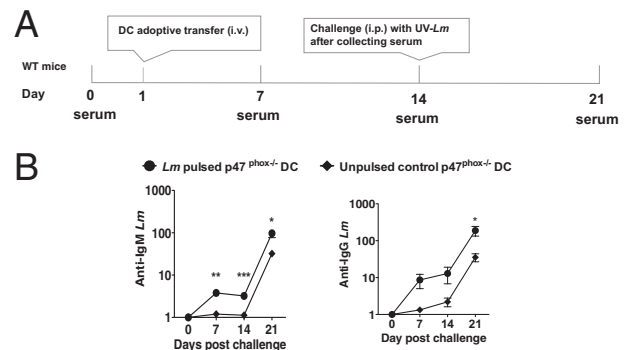 A
DC adoptive transfer (i.v.)
Challenge (i.p.) with UV-Lm
after collecting serum
WT mice
Day 0 1 7 14 21
serum serum serum serum
B
Lm pulsed p47 phox-/- DC Unpulsed control p47phox-/- DC
Anti-IgM Lm
1000
100
10
1
** *** *
0 7 14 21
Days post challenge
Anti-IgG Lm
1000
100
10
1
*
0 7 14 21
Day post challenge